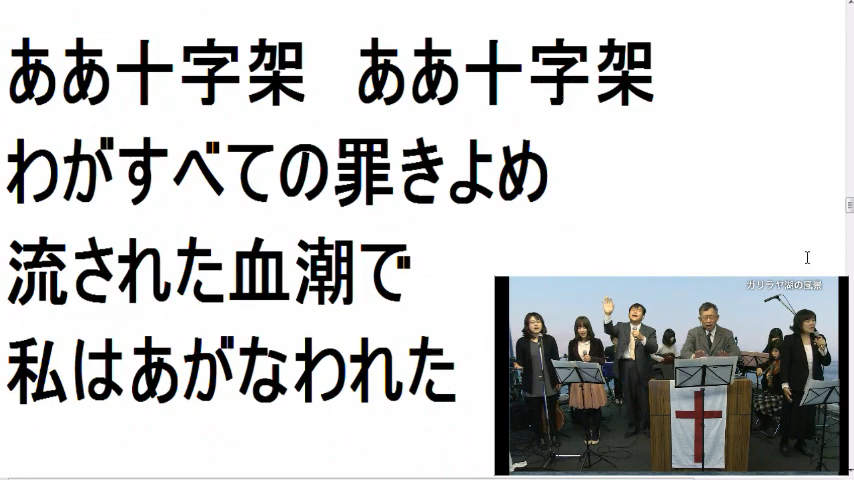 ああ十字架　ああ十字架
わがすべての罪きよめ
流された血潮で
私はあがなわれた
ガリラヤ湖の風景